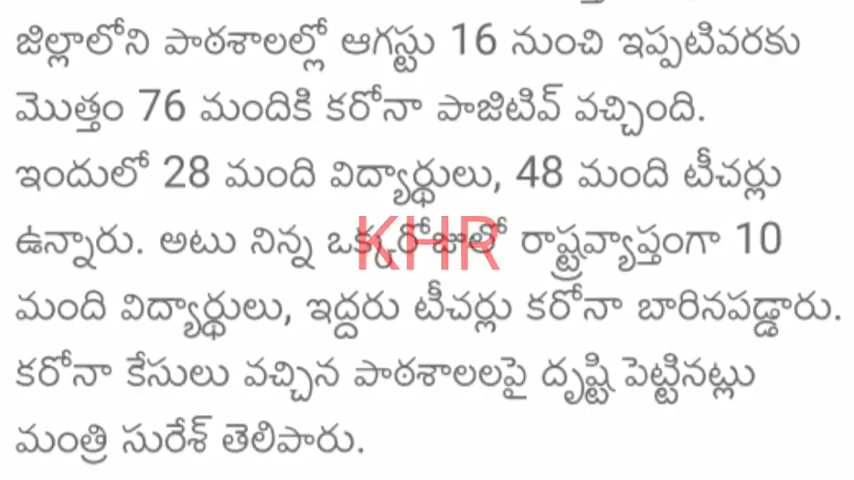 జిల్లాలోని పాఠశాలల్లో ఆగస్టు 16 నుంచి ఇప్పటివరకు
మొత్తం 76 మందికి కరోనా పాజిటివ్ వచ్చింది.
ఇందులో 28 మంది విద్యార్థులు, 48 మంది టీచర్లు
ఉన్నారు. అటు నిన్న ఒక్కరోజులో రాష్ట్రవ్యాప్తంగా 10
KHR
మంది విద్యార్థులు, ఇద్దరు టీచర్లు కరోనా బారినపడ్డారు.
కరోనా కేసులు వచ్చిన పాఠశాలలపై దృష్టి పెట్టినట్లు
మంత్రి సురేశ్ తెలిపారు.